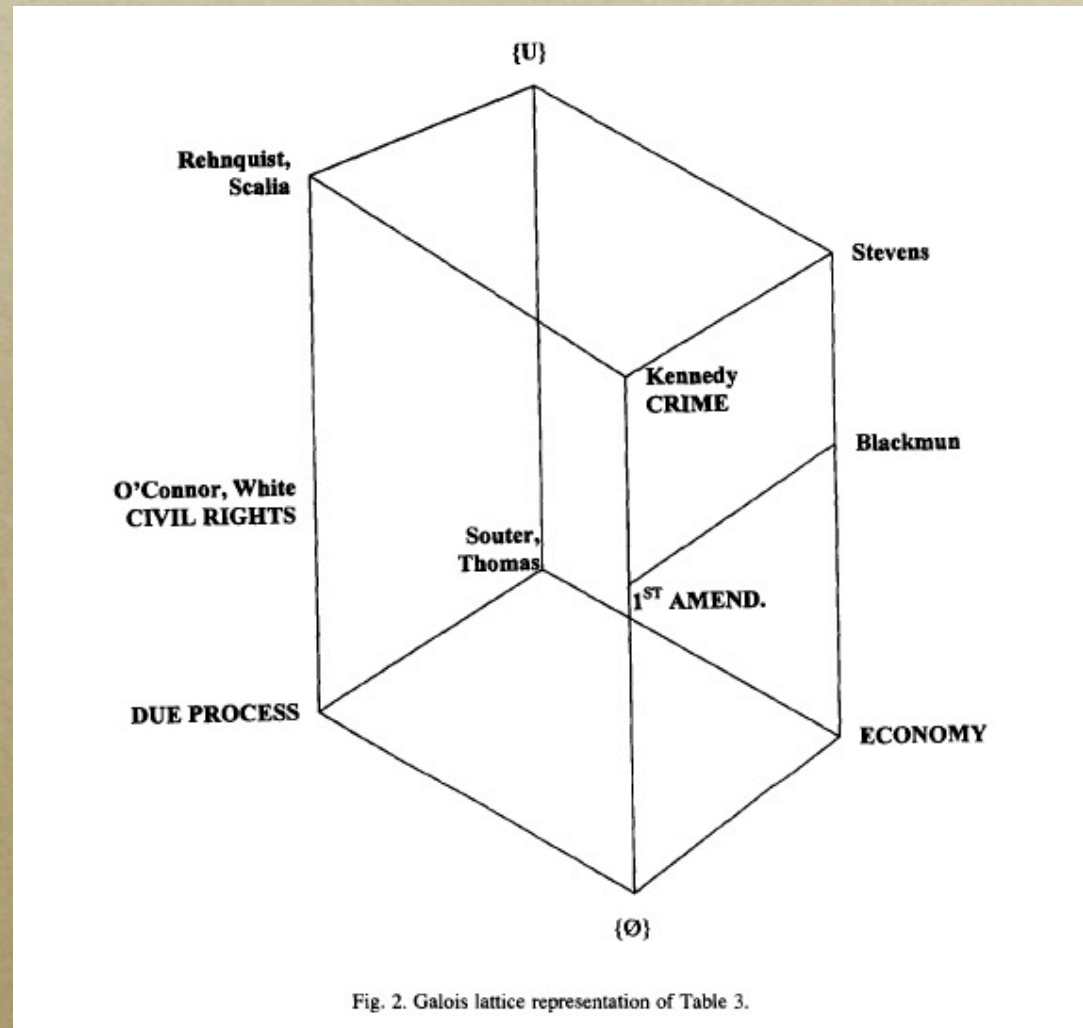 {U}
Rehnquist,
Scalia
Stevens
Kennedy
CRIME
Blackmun
O'Connor, White
CIVIL RIGHTS
Souter,
Thomas
1ST AMEND.
DUE PROCESS
ECONOMY
{Ø}
Fig. 2. Galois lattice representation of Table 3.